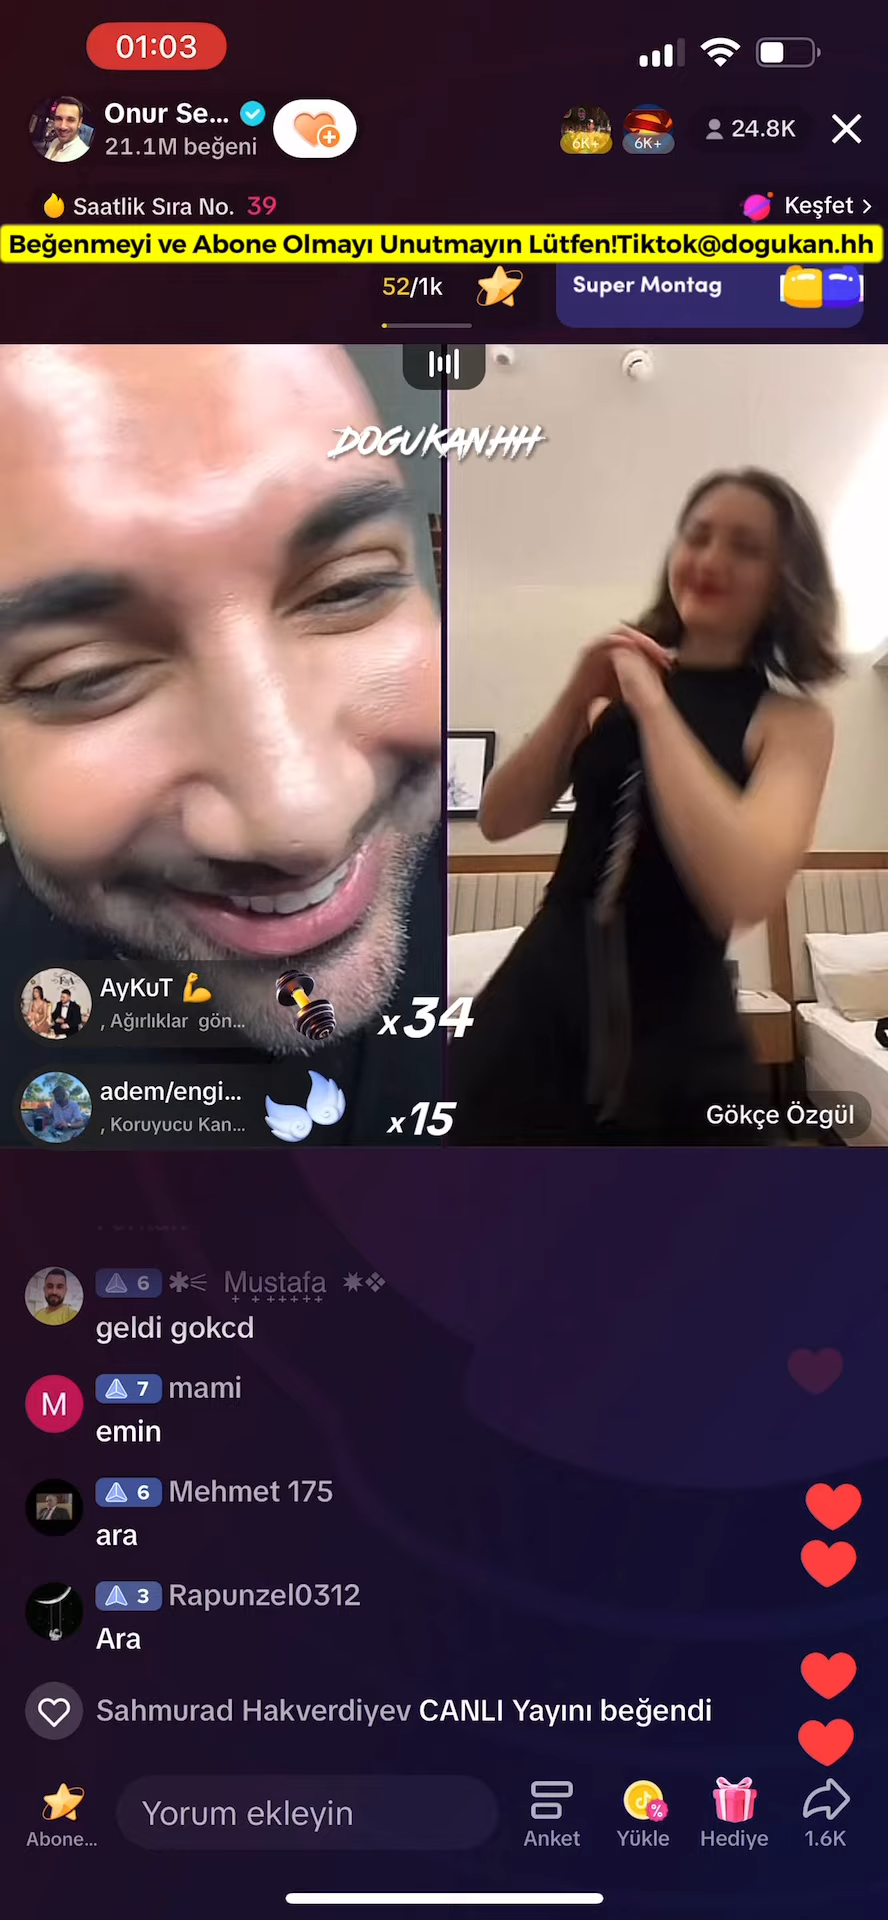 01:03
Onur Se...
21.1M beğeni
6K+
6K+
24.8K
Saatlik Sıra No. 39
Keşfet >
Beğenmeyi ve Abone Olmayı Unutmayın Lütfen!Tiktok@dogukan.hh
52/1k
Super Montag
DOGUKAN.HH
AyKuT 💪
, Ağırlıklar gön...
x34
adem/engi...
, Koruyucu Kan...
x15
Gökçe Özgül
6 Mustafa
geldi gokcd
M
7 mami
emin
6 Mehmet 175
ara
3 Rapunzel0312
Ara
Sahmurad Hakverdiyev CANLI Yayını beğendi
Abone...
Yorum ekleyin
Anket
Yükle
Hediye
1.6K